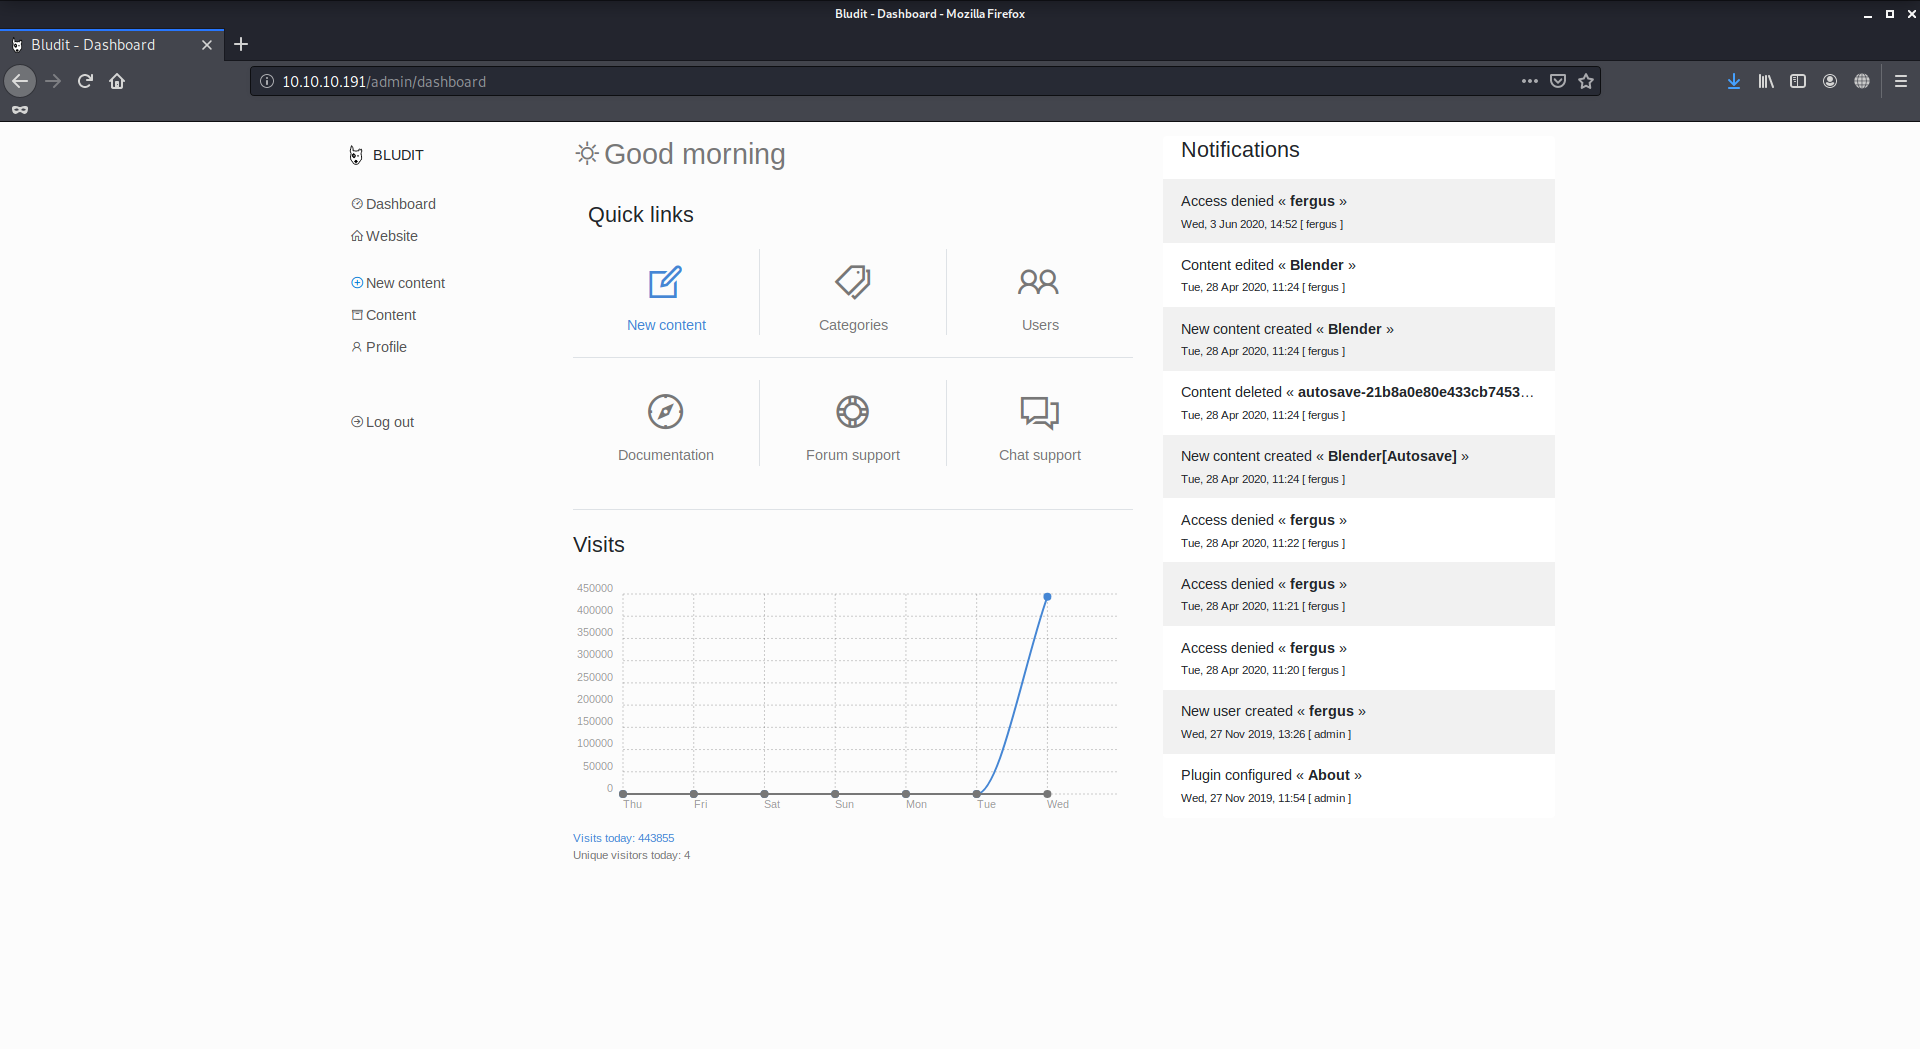 Bludit - Dashboard - Mozilla Firefox
Bludit - Dashboard
10.10.10.191/admin/dashboard
BLUDIT
Dashboard
Website
New content
Content
Profile
Log out
Good morning
Quick links
New content
Categories
Users
Documentation
Forum support
Chat support
Visits
450000
400000
350000
300000
250000
200000
150000
100000
50000
0
Thu Fri Sat Sun Mon Tue Wed
Visits today: 443855
Unique visitors today: 4
Notifications
Access denied « fergus »
Wed, 3 Jun 2020, 14:52 [ fergus ]
Content edited « Blender »
Tue, 28 Apr 2020, 11:24 [ fergus ]
New content created « Blender »
Tue, 28 Apr 2020, 11:24 [ fergus ]
Content deleted « autosave-21b8a0e80e433cb7453...
Tue, 28 Apr 2020, 11:24 [ fergus ]
New content created « Blender[Autosave] »
Tue, 28 Apr 2020, 11:24 [ fergus ]
Access denied « fergus »
Tue, 28 Apr 2020, 11:22 [ fergus ]
Access denied « fergus »
Tue, 28 Apr 2020, 11:21 [ fergus ]
Access denied « fergus »
Tue, 28 Apr 2020, 11:20 [ fergus ]
New user created « fergus »
Wed, 27 Nov 2019, 13:26 [ admin ]
Plugin configured « About »
Wed, 27 Nov 2019, 11:54 [ admin ]